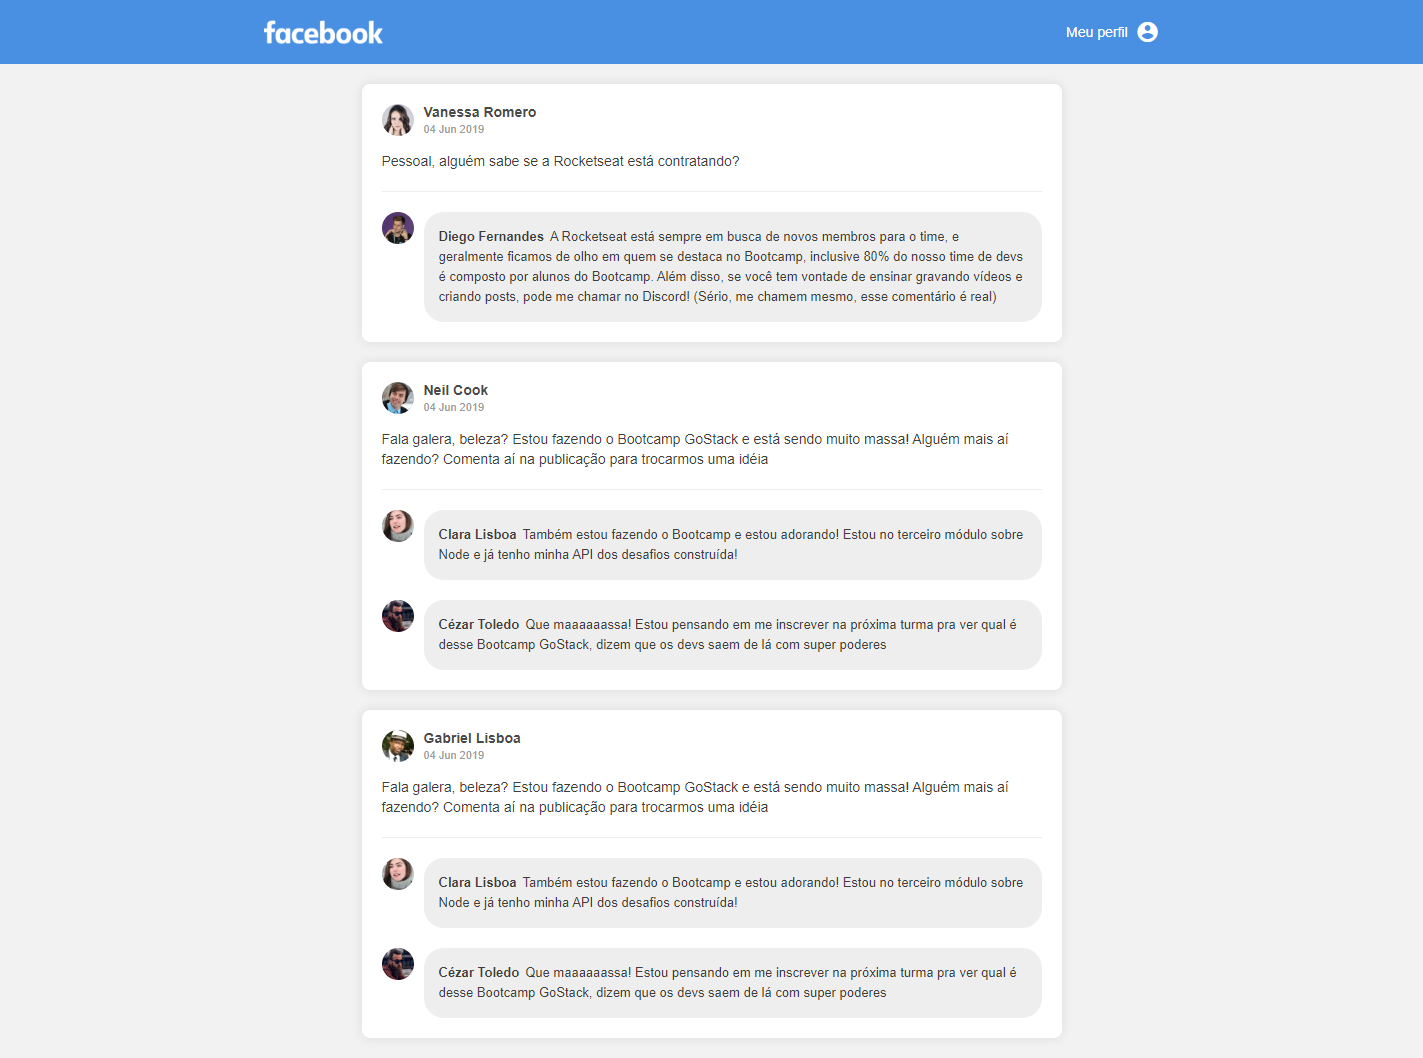 facebook
Meu perfil
Vanessa Romero
04 Jun 2019
Pessoal, alguém sabe se a Rocketseat está contratando?
Diego Fernandes A Rocketseat está sempre em busca de novos membros para o time, e
geralmente ficamos de olho em quem se destaca no Bootcamp, inclusive 80% do nosso time de devs
é composto por alunos do Bootcamp. Além disso, se você tem vontade de ensinar gravando vídeos e
criando posts, pode me chamar no Discord! (Sério, me chamem mesmo, esse comentário é real)
Neil Cook
04 Jun 2019
Fala galera, beleza? Estou fazendo o Bootcamp GoStack e está sendo muito massa! Alguém mais aí
fazendo? Comenta aí na publicação para trocarmos uma idéia
Clara Lisboa Também estou fazendo o Bootcamp e estou adorando! Estou no terceiro módulo sobre
Node e já tenho minha API dos desafios construída!
Cézar Toledo Que maaaaaassa! Estou pensando em me inscrever na próxima turma pra ver qual é
desse Bootcamp GoStack, dizem que os devs saem de lá com super poderes
Gabriel Lisboa
04 Jun 2019
Fala galera, beleza? Estou fazendo o Bootcamp GoStack e está sendo muito massa! Alguém mais aí
fazendo? Comenta aí na publicação para trocarmos uma idéia
Clara Lisboa Também estou fazendo o Bootcamp e estou adorando! Estou no terceiro módulo sobre
Node e já tenho minha API dos desafios construída!
Cézar Toledo Que maaaaaassa! Estou pensando em me inscrever na próxima turma pra ver qual é
desse Bootcamp GoStack, dizem que os devs saem de lá com super poderes